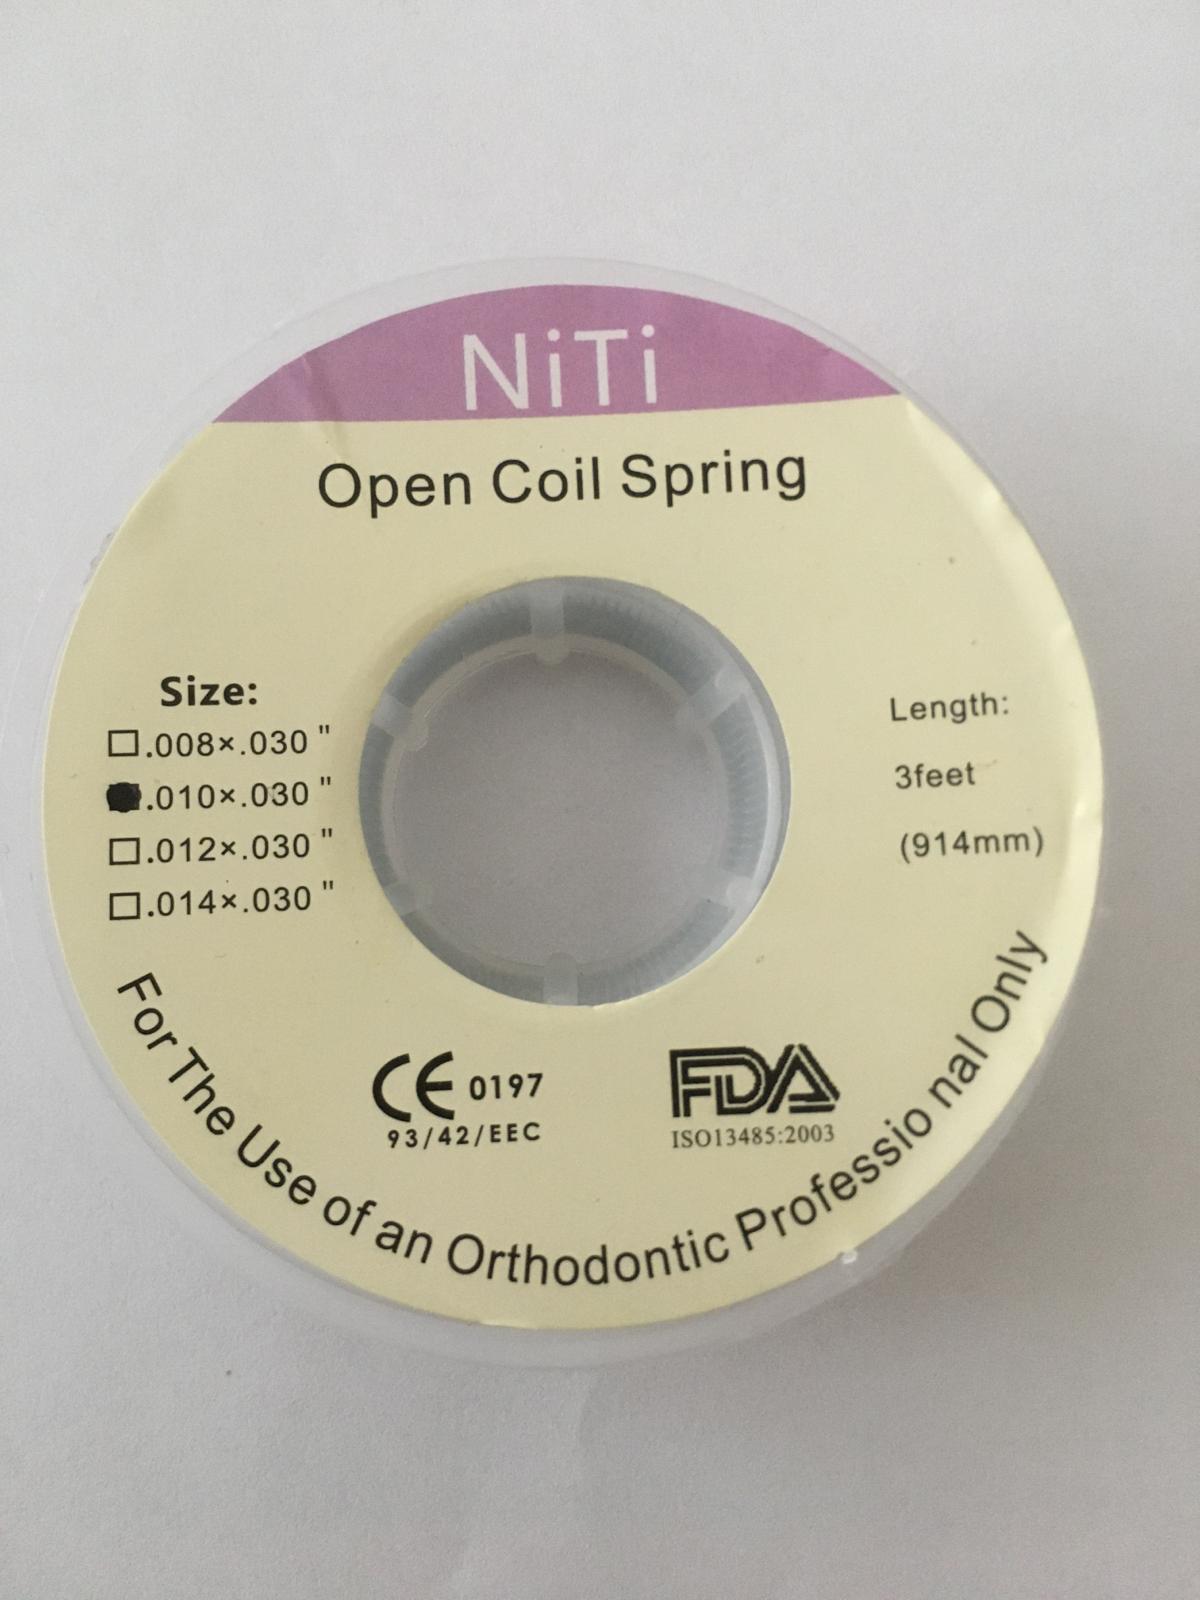 NiTi
Open Coil Spring
Size:
☐.008×.030"
●.010×.030"
☐.012×.030"
☐.014×.030"
Length:
3feet
(914mm)
CE 0197
93/42/EEC
FDA
ISO13485:2003
For The Use of an Orthodontic Professio nal Only